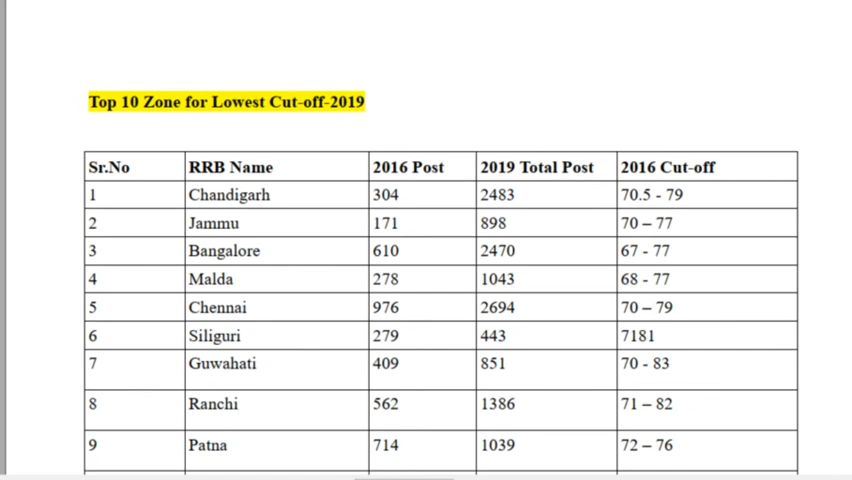 Top 10 Zone for Lowest Cut-off-2019
Sr.No RRB Name 2016 Post 2019 Total Post 2016 Cut-off
1 Chandigarh 304 2483 70.5 - 79
2 Jammu 171 898 70 – 77
3 Bangalore 610 2470 67 - 77
4 Malda 278 1043 68 - 77
5 Chennai 976 2694 70 – 79
6 Siliguri 279 443 7181
7 Guwahati 409 851 70 - 83
8 Ranchi 562 1386 71 – 82
9 Patna 714 1039 72 – 76